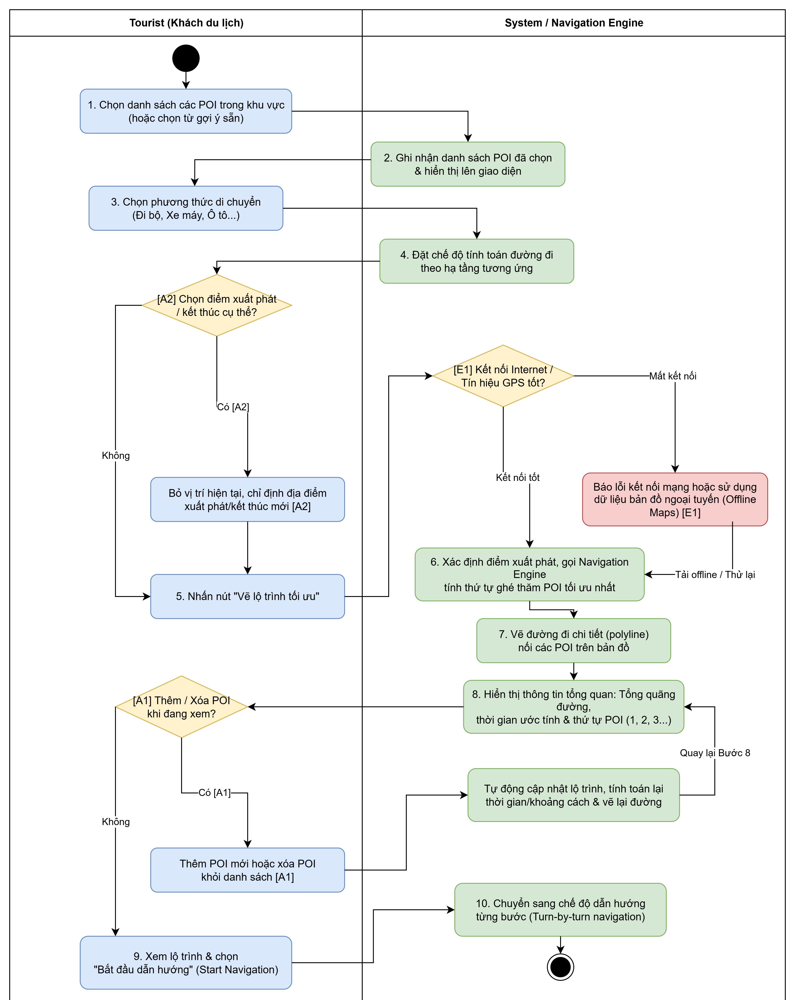 Tourist (Khách du lịch)
System / Navigation Engine
1. Chọn danh sách các POI trong khu vực
(hoặc chọn từ gợi ý sẵn)
2. Ghi nhận danh sách POI đã chọn
& hiển thị lên giao diện
3. Chọn phương thức di chuyển
(Đi bộ, Xe máy, Ô tô...)
4. Đặt chế độ tính toán đường đi
theo hạ tầng tương ứng
[A2] Chọn điểm xuất phát
/ kết thúc cụ thể?
[E1] Kết nối Internet /
Tín hiệu GPS tốt?
Mất kết nối
Có [A2]
Không
Kết nối tốt
Bỏ vị trí hiện tại, chỉ định địa điểm
xuất phát/kết thúc mới [A2]
Báo lỗi kết nối mạng hoặc sử dụng
dữ liệu bản đồ ngoại tuyến (Offline
Maps) [E1]
5. Nhấn nút "Vẽ lộ trình tối ưu"
6. Xác định điểm xuất phát, gọi Navigation
Engine
tính thứ tự ghé thăm POI tối ưu nhất
Tải offline / Thử lại
7. Vẽ đường đi chi tiết (polyline)
nối các POI trên bản đồ
[A1] Thêm / Xóa POI
khi đang xem?
8. Hiển thị thông tin tổng quan: Tổng quãng
đường,
thời gian ước tính & thứ tự POI (1, 2, 3...)
Quay lại Bước 8
Có [A1]
Tự động cập nhật lộ trình, tính toán lại
thời gian/khoảng cách & vẽ lại đường
Không
Thêm POI mới hoặc xóa POI
khỏi danh sách [A1]
10. Chuyển sang chế độ dẫn hướng
từng bước (Turn-by-turn navigation)
9. Xem lộ trình & chọn
"Bắt đầu dẫn hướng" (Start Navigation)